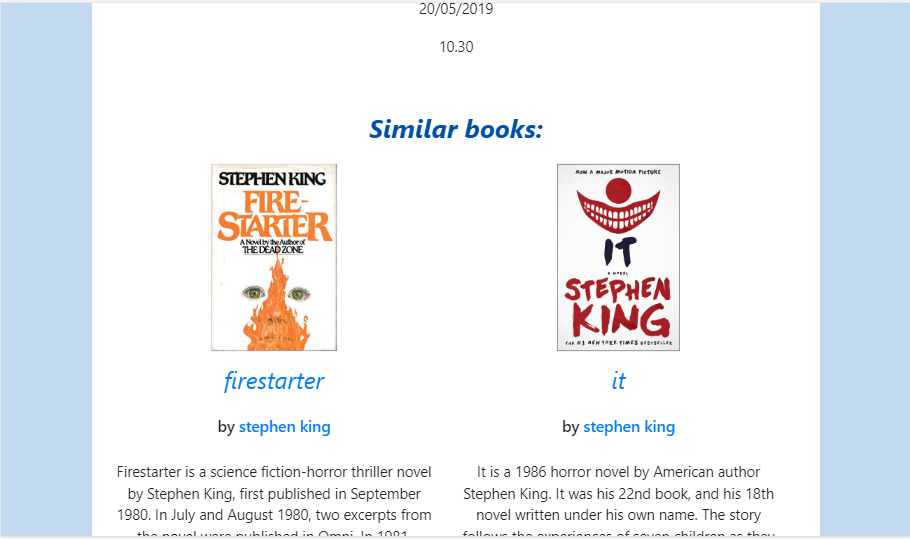 20/05/2019
10.30
Similar books:
STEPHEN KING
FIRE-
STARTER
A Novel by the Author of
THE DEAD ZONE
NOW A MAJOR MOTION PICTURE
IT
A NOVEL
STEPHEN
KING
THE #1 NEW YORK TIMES BESTSELLER
firestarter
by stephen king
Firestarter is a science fiction-horror thriller novel
by Stephen King, first published in September
1980. In July and August 1980, two excerpts from
the novel were published in Omni. In 1981,
it
by stephen king
It is a 1986 horror novel by American author
Stephen King. It was his 22nd book, and his 18th
novel written under his own name. The story
follows the experiences of seven children as they